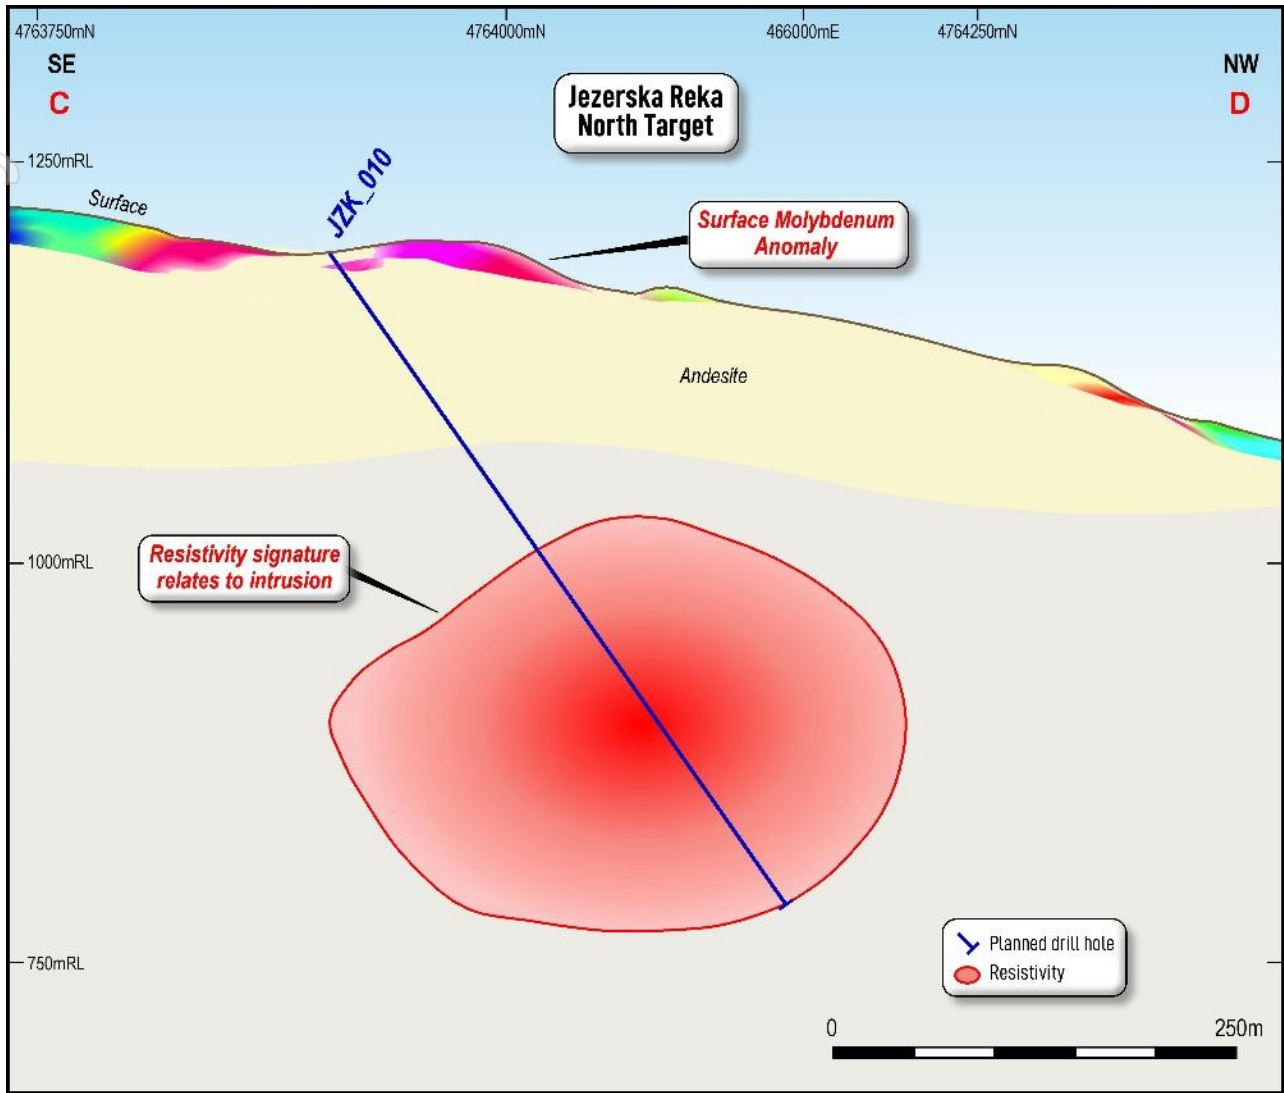 4763750mN
4764000mN
466000mE
4764250mN
SE
NW
C
D
Jezerska Reka
North Target
1250mRL
JZK_010
Surface
Surface Molybdenum
Anomaly
Andesite
Resistivity signature
relates to intrusion
1000mRL
Planned drill hole
Resistivity
750mRL
0
250m